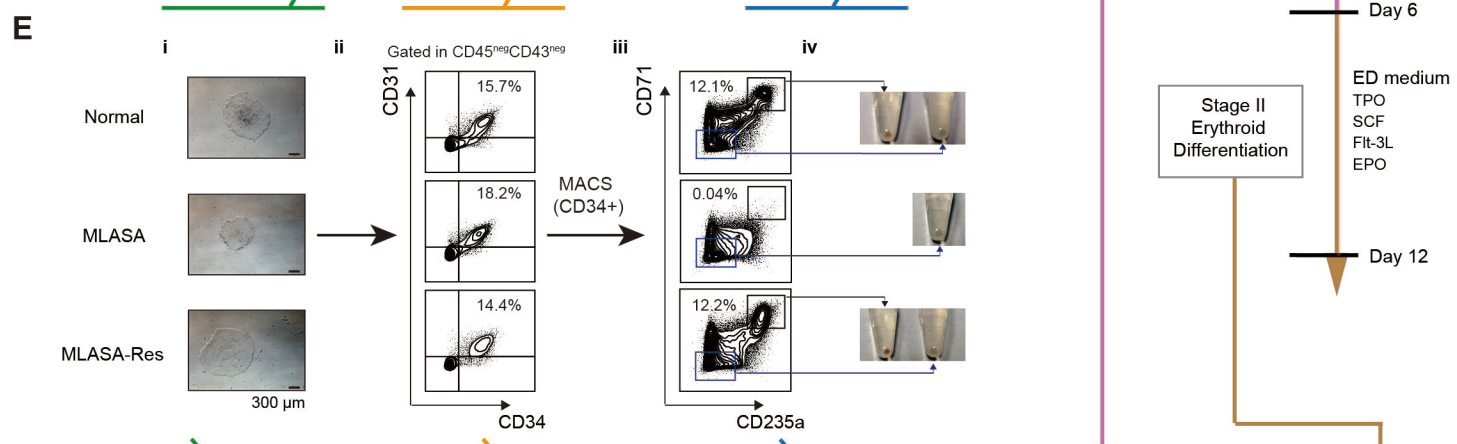 E
i
ii
iii
iv
Gated in CD45negCD43neg
CD31
CD71
Normal
15.7%
12.1%
MLASA
18.2%
MACS
(CD34+)
0.04%
MLASA-Res
14.4%
12.2%
300 µm
CD34
CD235a
Day 6
ED medium
TPO
SCF
Flt-3L
EPO
Stage II
Erythroid
Differentiation
Day 12